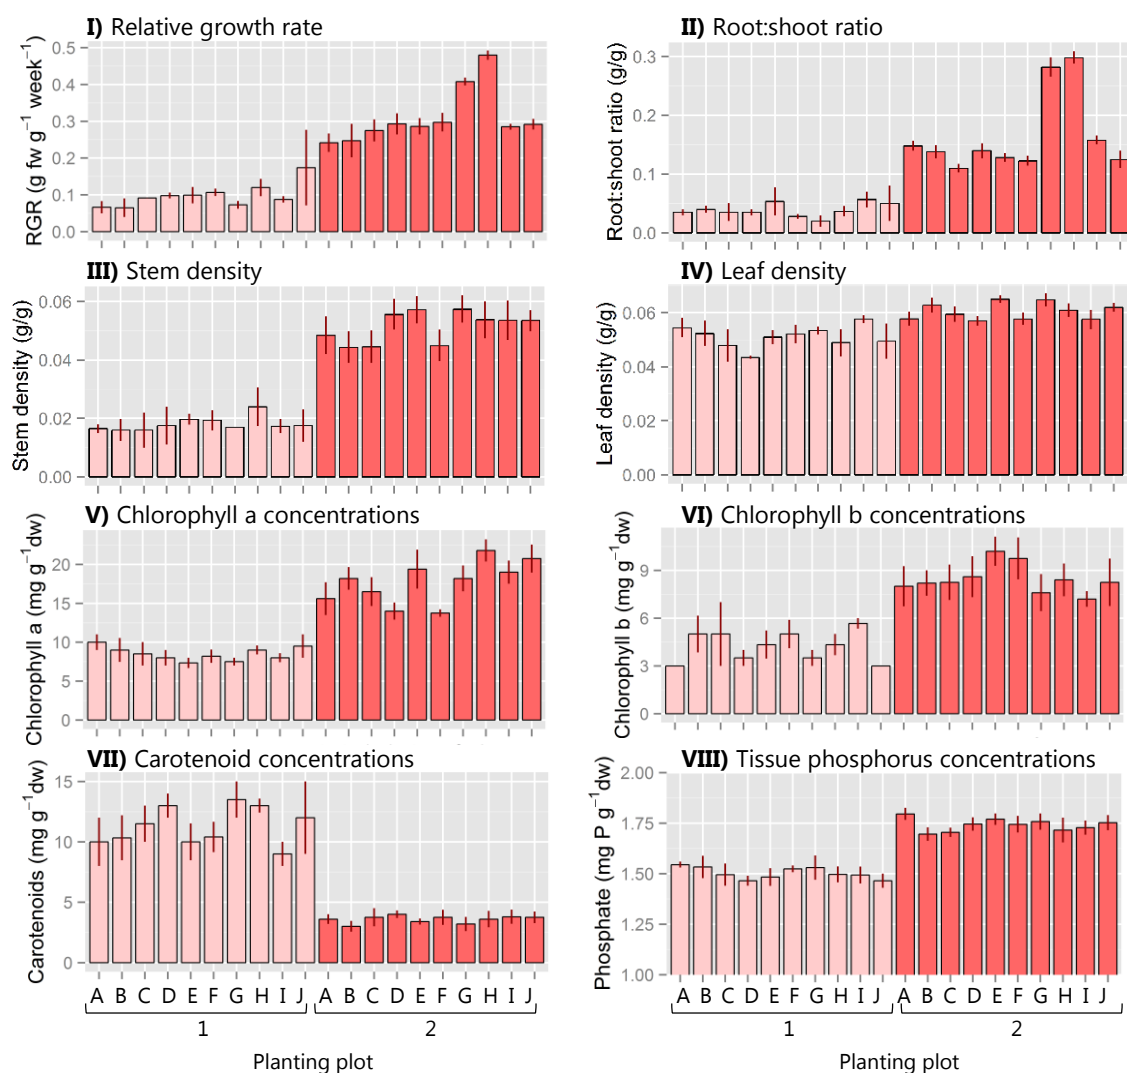 I) Relative growth rate
RGR (g fw g⁻¹ week⁻¹)
0.5
0.4
0.3
0.2
0.1
0.0
II) Root:shoot ratio
Root:shoot ratio (g/g)
0.3
0.2
0.1
0.0
III) Stem density
Stem density (g/g)
0.06
0.04
0.02
0.00
IV) Leaf density
Leaf density (g/g)
0.06
0.04
0.02
0.00
V) Chlorophyll a concentrations
Chlorophyll a (mg g⁻¹dw)
20
15
10
5
0
VI) Chlorophyll b concentrations
Chlorophyll b (mg g⁻¹dw)
9
6
3
0
VII) Carotenoid concentrations
Carotenoids (mg g⁻¹dw)
15
10
5
0
A B C D E F G H I J A B C D E F G H I J
1 2
Planting plot
VIII) Tissue phosphorus concentrations
Phosphate (mg P g⁻¹dw)
2.00
1.75
1.50
1.25
1.00
A B C D E F G H I J A B C D E F G H I J
1 2
Planting plot